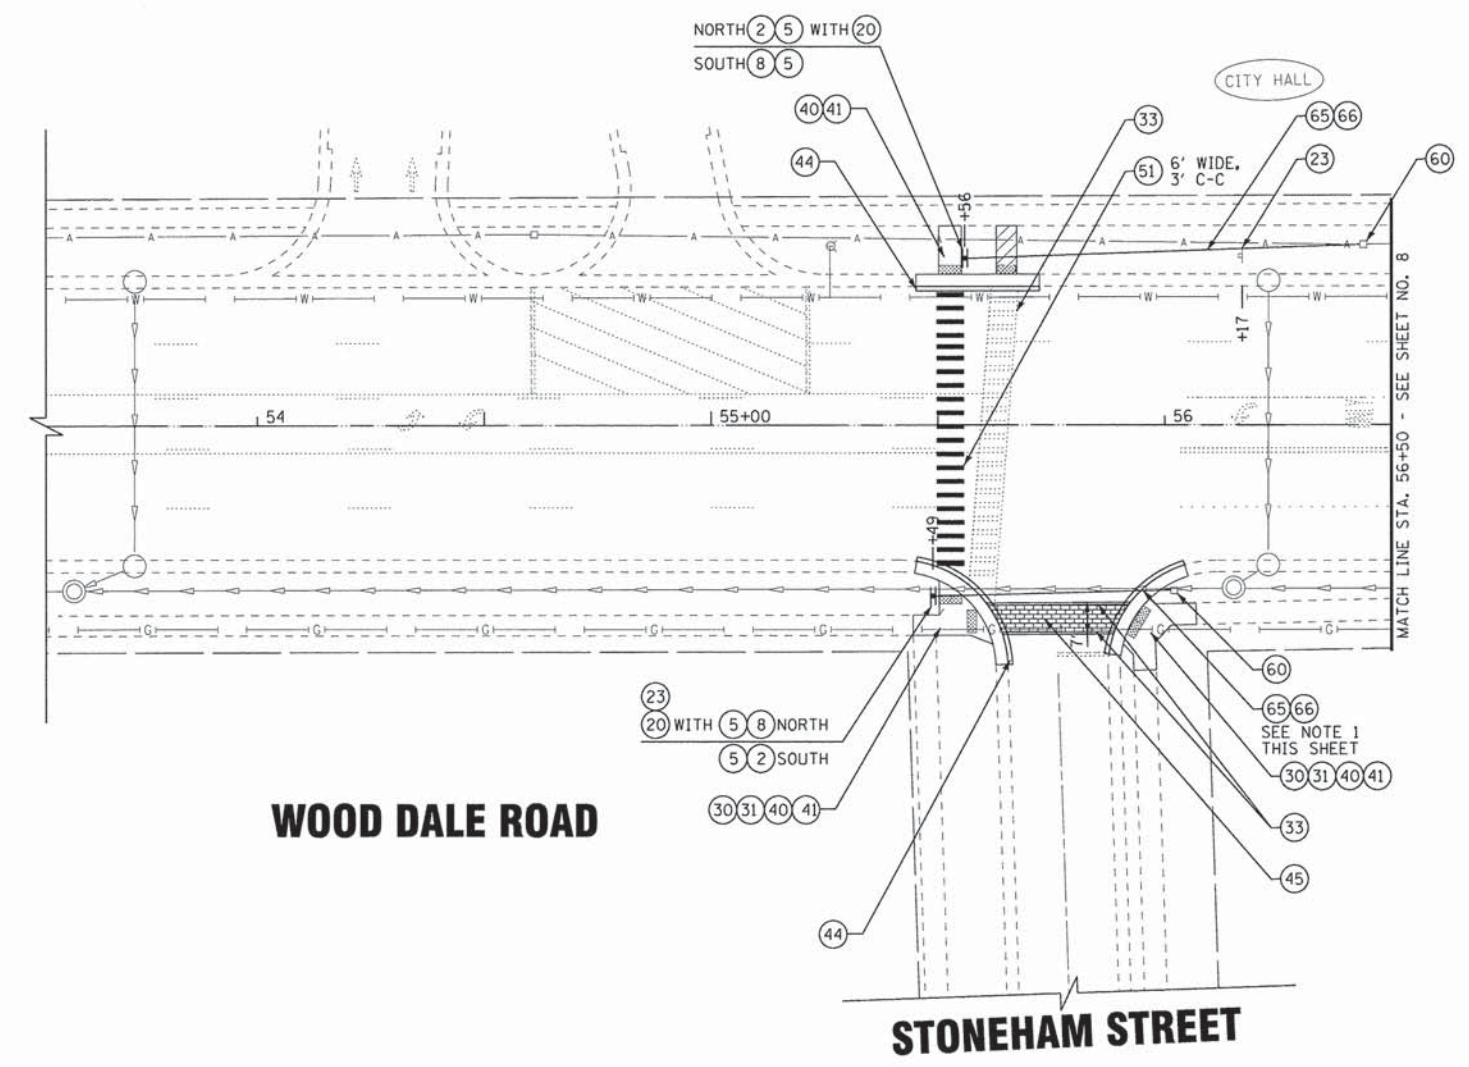 NORTH 2 5 WITH 20
SOUTH 8 5
CITY HALL
40 41
33
65 66
44
51 6' WIDE,
3' C-C
23
60
+56
A A A A A A A A A A A A A A
W W W W W W W W
+17
54
55+00
56
+49
MATCH LINE STA. 56+50 - SEE SHEET NO. 8
G G G G G G G G
7'
60
23
20 WITH 5 8 NORTH
5 2 SOUTH
65 66
SEE NOTE 1
THIS SHEET
30 31 40 41
30 31 40 41
33
WOOD DALE ROAD
45
44
STONEHAM STREET